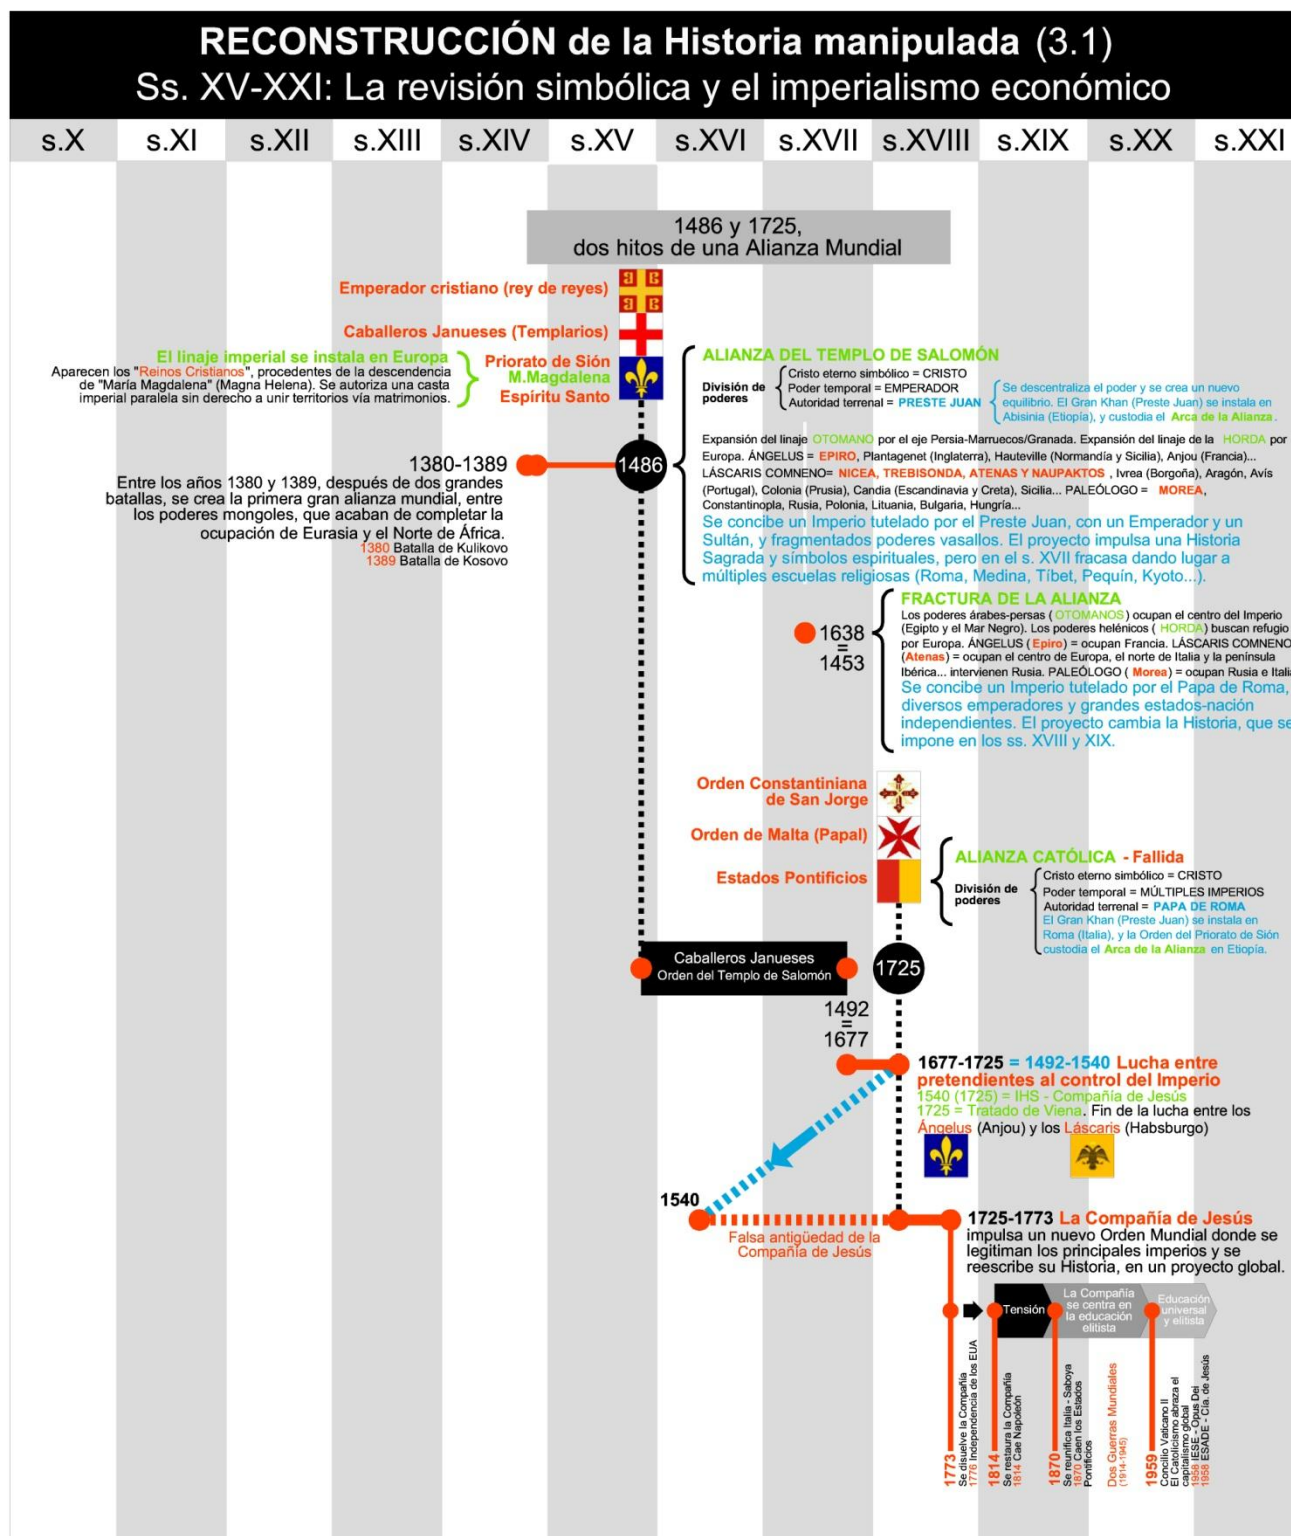 RECONSTRUCCIÓN de la Historia manipulada (3.1)
Ss. XV-XXI: La revisión simbólica y el imperialismo económico
s.X s.XI s.XII s.XIII s.XIV s.XV s.XVI s.XVII s.XVIII s.XIX s.XX s.XXI
1486 y 1725,
dos hitos de una Alianza Mundial
Emperador cristiano (rey de reyes)
Caballeros Janueses (Templarios)
Priorato de Sión
M.Magdalena
Espíritu Santo
El linaje imperial se instala en Europa
Aparecen los "Reinos Cristianos", procedentes de la descendencia
de "María Magdalena" (Magna Helena). Se autoriza una casta
imperial paralela sin derecho a unir territorios vía matrimonios.
ALIANZA DEL TEMPLO DE SALOMÓN
División de
poderes
Cristo eterno simbólico = CRISTO
Poder temporal = EMPERADOR
Autoridad terrenal = PRESTE JUAN
Se descentraliza el poder y se crea un nuevo
equilibrio. El Gran Khan (Preste Juan) se instala en
Abisinia (Etiopía), y custodia el Arca de la Alianza.
Expansión del linaje OTOMANO por el eje Persia-Marruecos/Granada. Expansión del linaje de la HORDA por
Europa. ÁNGELUS = EPIRO, Plantagenet (Inglaterra), Hauteville (Normandía y Sicilia), Anjou (Francia)...
LÁSCARIS COMNENO= NICEA, TREBISONDA, ATENAS Y NAUPAKTOS, Ivrea (Borgoña), Aragón, Avís
(Portugal), Colonia (Prusia), Candia (Escandinavia y Creta), Sicilia... PALEÓLOGO = MOREA,
Constantinopla, Rusia, Polonia, Lituania, Bulgaria, Hungría...
Se concibe un Imperio tutelado por el Preste Juan, con un Emperador y un
Sultán, y fragmentados poderes vasallos. El proyecto impulsa una Historia
Sagrada y símbolos espirituales, pero en el s. XVII fracasa dando lugar a
múltiples escuelas religiosas (Roma, Medina, Tíbet, Pequín, Kyoto...).
1486
1380-1389
Entre los años 1380 y 1389, después de dos grandes
batallas, se crea la primera gran alianza mundial, entre
los poderes mongoles, que acaban de completar la
ocupación de Eurasia y el Norte de África.
1380 Batalla de Kulikovo
1389 Batalla de Kosovo
1638
=
1453
FRACTURA DE LA ALIANZA
Los poderes árabes-persas (OTOMANOS) ocupan el centro del Imperio
(Egipto y el Mar Negro). Los poderes helénicos (HORDA) buscan refugio
por Europa. ÁNGELUS (Epiro) = ocupan Francia. LÁSCARIS COMNENO
(Atenas) = ocupan el centro de Europa, el norte de Italia y la península
Ibérica... intervienen Rusia. PALEÓLOGO (Morea) = ocupan Rusia e Italia
Se concibe un Imperio tutelado por el Papa de Roma,
diversos emperadores y grandes estados-nación
independientes. El proyecto cambia la Historia, que se
impone en los ss. XVIII y XIX.
Orden Constantiniana
de San Jorge
Orden de Malta (Papal)
Estados Pontificios
ALIANZA CATÓLICA - Fallida
División de
poderes
Cristo eterno simbólico = CRISTO
Poder temporal = MÚLTIPLES IMPERIOS
Autoridad terrenal = PAPA DE ROMA
El Gran Khan (Preste Juan) se instala en
Roma (Italia), y la Orden del Priorato de Sión
custodia el Arca de la Alianza en Etiopía.
Caballeros Janueses
Orden del Templo de Salomón
1725
1492
=
1677
1677-1725 = 1492-1540 Lucha entre
pretendientes al control del Imperio
1540 (1725) = IHS - Compañía de Jesús
1725 = Tratado de Viena. Fin de la lucha entre los
Ángelus (Anjou) y los Láscaris (Habsburgo)
1540
Falsa antigüedad de la
Compañía de Jesús
1725-1773 La Compañía de Jesús
impulsa un nuevo Orden Mundial donde se
legitiman los principales imperios y se
reescribe su Historia, en un proyecto global.
Tensión
La Compañía
se centra en
la educación
elitista
Educación
universal
y elitista
1773
Se disuelve la Compañía
1776 Independencia de los EUA
1814
Se restaura la Compañía
1814 Cae Napoleón
1870
Se reunifica Italia - Saboya
1870 Caen los Estados
Pontificios
Dos Guerras Mundiales
(1914-1945)
1959
Concilio Vaticano II
El Catolicismo abraza el
capitalismo global
1958 IESE - Opus Dei
1958 ESADE - Cía. de Jesús